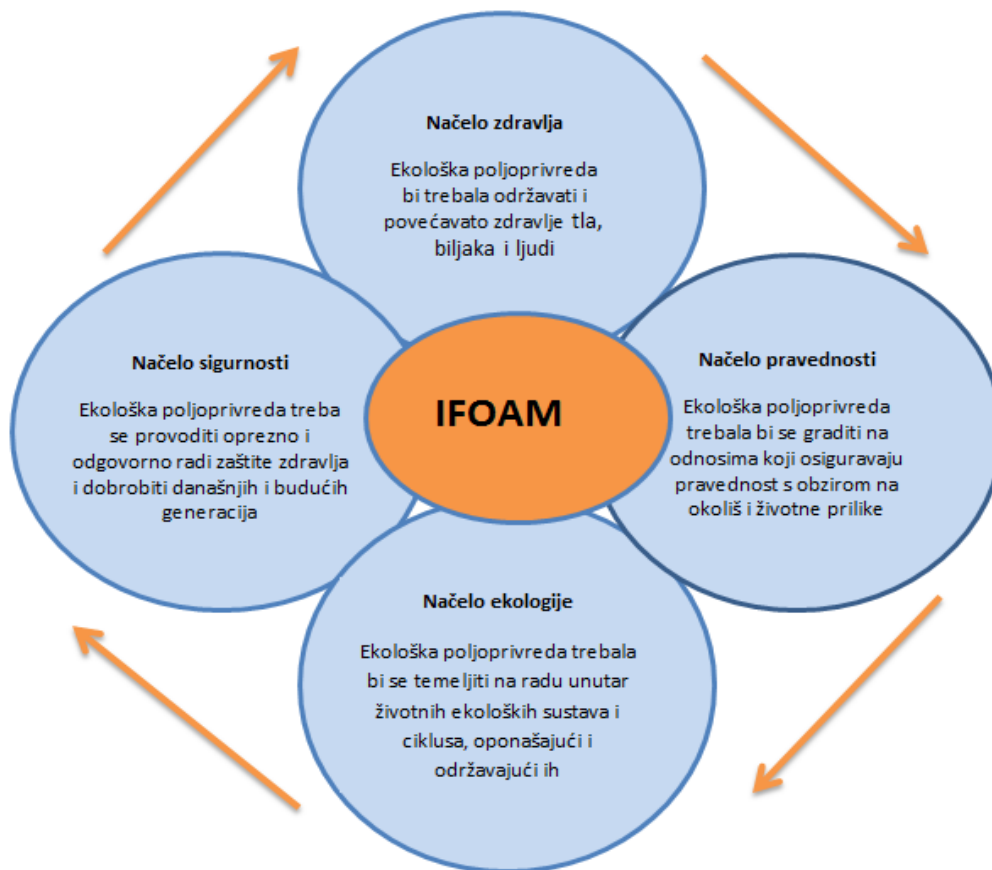 Načelo zdravlja
Ekološka poljoprivreda
bi trebala održavati i
povećavato zdravlje tla,
biljaka i ljudi
Načelo sigurnosti
Ekološka poljoprivreda treba
se provoditi oprezno i
odgovorno radi zaštite zdravlja
i dobrobiti današnjih i budućih
generacija
IFOAM
Načelo pravednosti
Ekološka poljoprivreda
trebala bi se graditi na
odnosima koji osiguravaju
pravednost s obzirom na
okoliš i životne prilike
Načelo ekologije
Ekološka poljoprivreda trebala
bi se temeljiti na radu unutar
životnih ekoloških sustava i
ciklusa, oponašajući i
održavajući ih